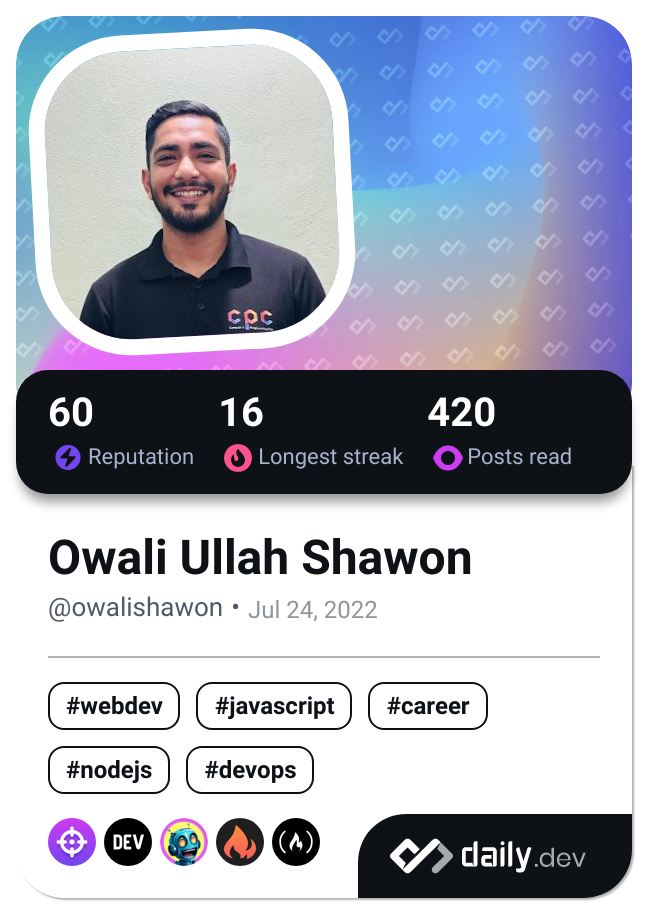 cpc
60 16 420
Reputation Longest streak Posts read
Owali Ullah Shawon
@owalishawon • Jul 24, 2022
#webdev #javascript #career
#nodejs #devops
DEV
daily.dev